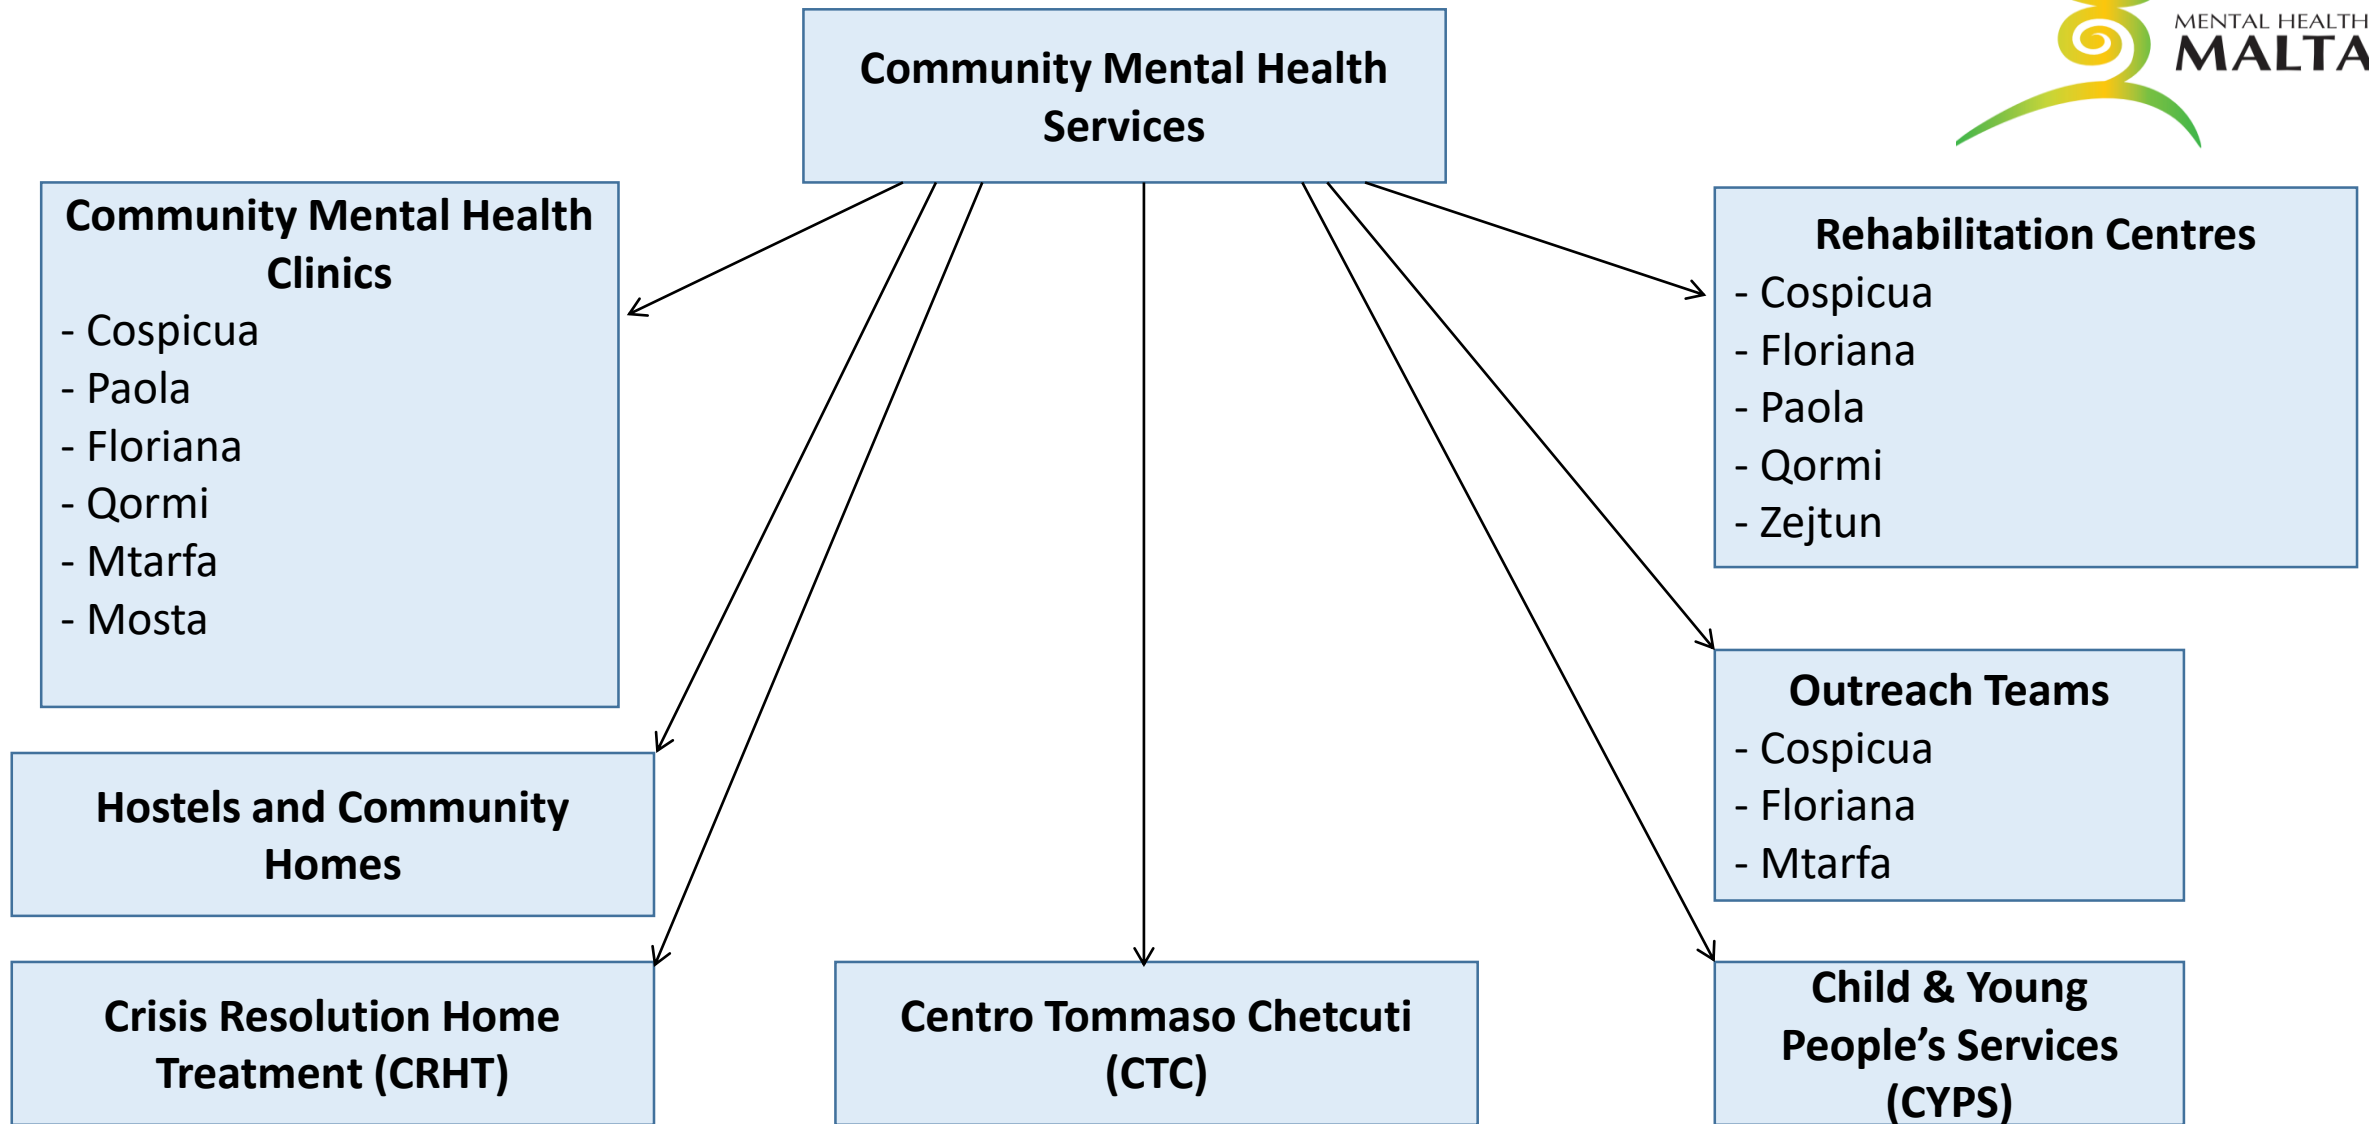 MENTAL HEALTH
MALTA
Community Mental Health
Services
Community Mental Health
Clinics
- Cospicua
- Paola
- Floriana
- Qormi
- Mtarfa
- Mosta
Rehabilitation Centres
- Cospicua
- Floriana
- Paola
- Qormi
- Zejtun
Hostels and Community
Homes
Outreach Teams
- Cospicua
- Floriana
- Mtarfa
Crisis Resolution Home
Treatment (CRHT)
Centro Tommaso Chetcuti
(CTC)
Child & Young
People’s Services
(CYPS)